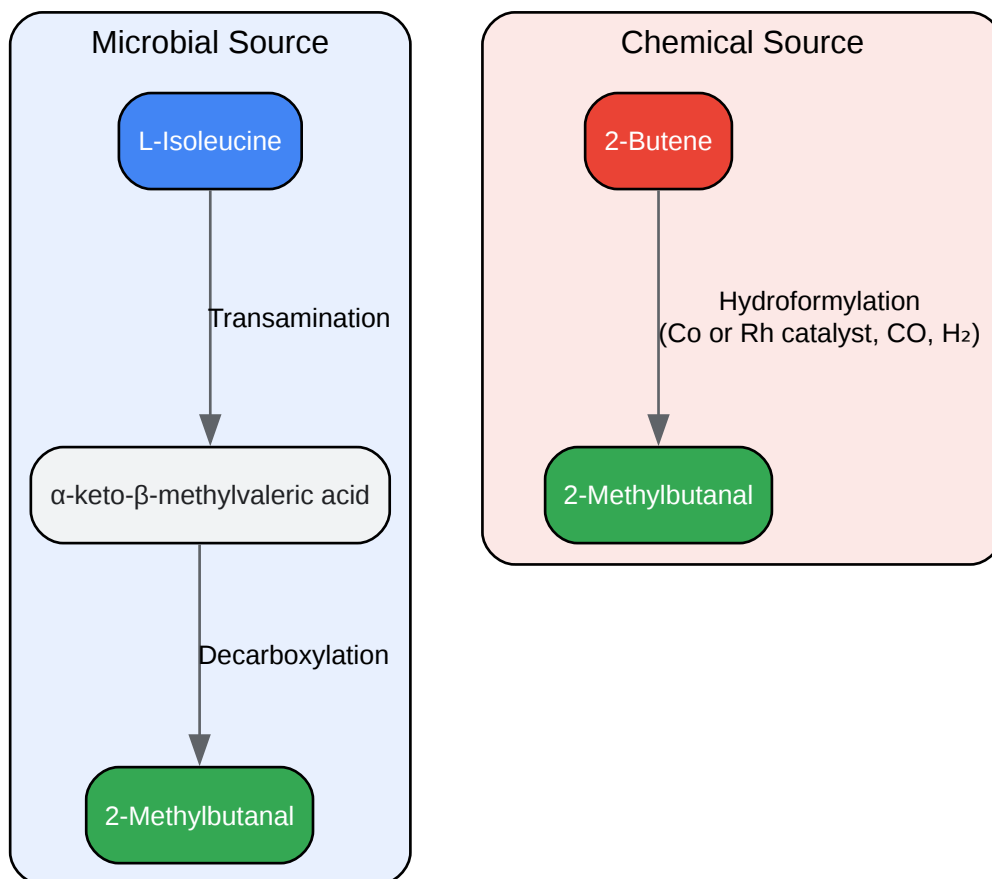 Microbial Source
L-Isoleucine
Transamination
α-keto-β-methylvaleric acid
Decarboxylation
2-Methylbutanal
Chemical Source
2-Butene
Hydroformylation
(Co or Rh catalyst, CO, H₂)
2-Methylbutanal